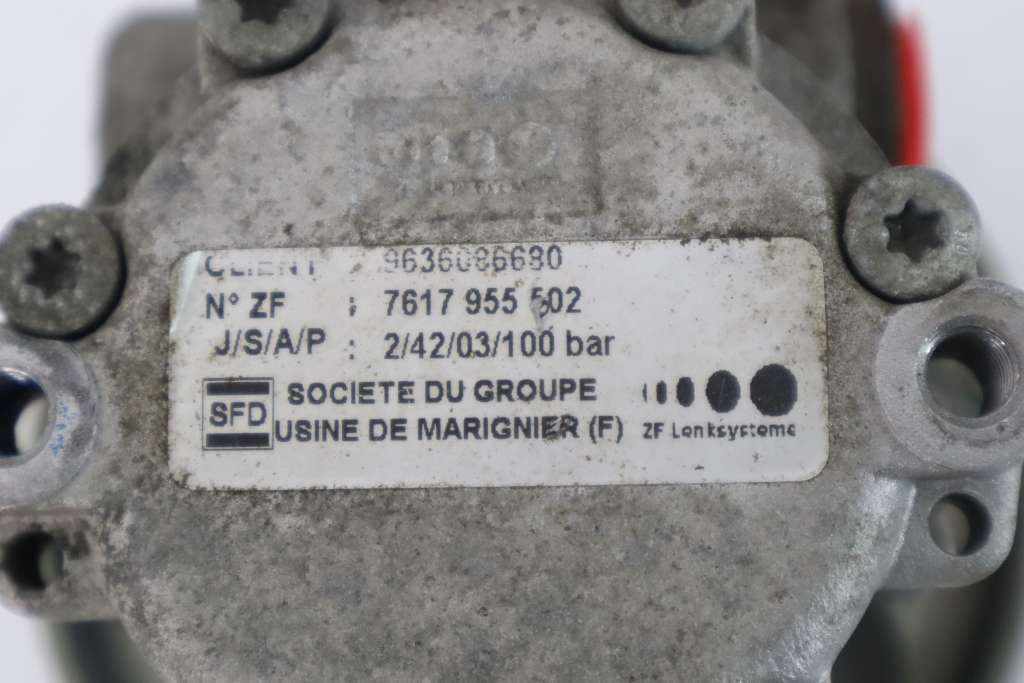 CLIENT 9636086680
N° ZF : 7617 955 502
J/S/A/P : 2/42/03/100 bar
SFD
SOCIETE DU GROUPE
USINE DE MARIGNIER (F)
ZF Lenksysteme